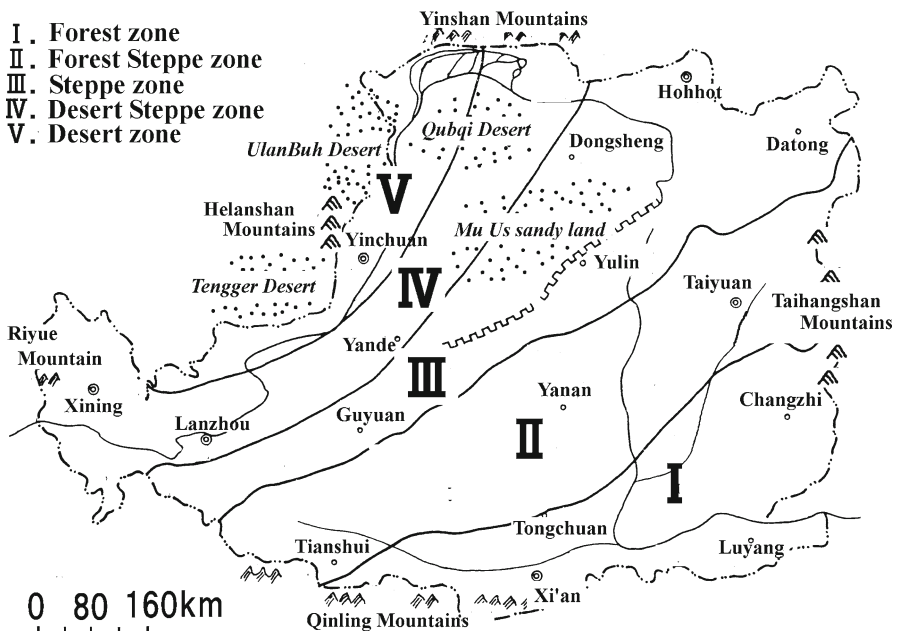 Yinshan Mountains
I. Forest zone
II. Forest Steppe zone
III. Steppe zone
IV. Desert Steppe zone
V. Desert zone
Hohhot
Qubqi Desert
Dongsheng
Datong
UlanBuh Desert
V
Helanshan
Mountains
Mu Us sandy land
Yinchuan
Yulin
Tengger Desert
IV
Taiyuan
Taihangshan
Mountains
Riyue
Mountain
Yande
III
Xining
Yanan
Changzhi
Guyuan
Lanzhou
II
I
Tongchuan
Tianshui
Luyang
Xi'an
0 80 160km
Qinling Mountains